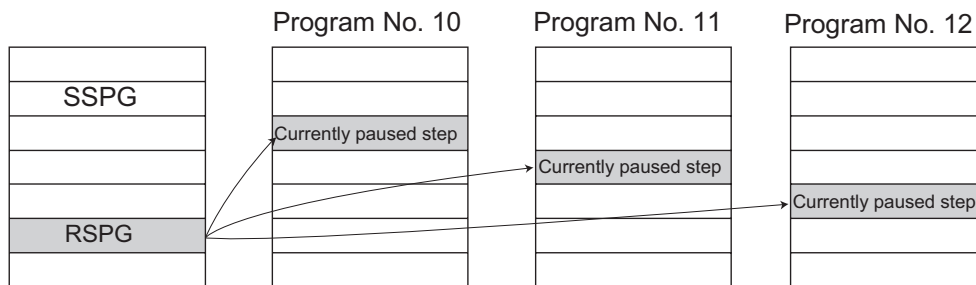 Program No. 10
Program No. 11
Program No. 12
SSPG
Currently paused step
Currently paused step
Currently paused step
RSPG